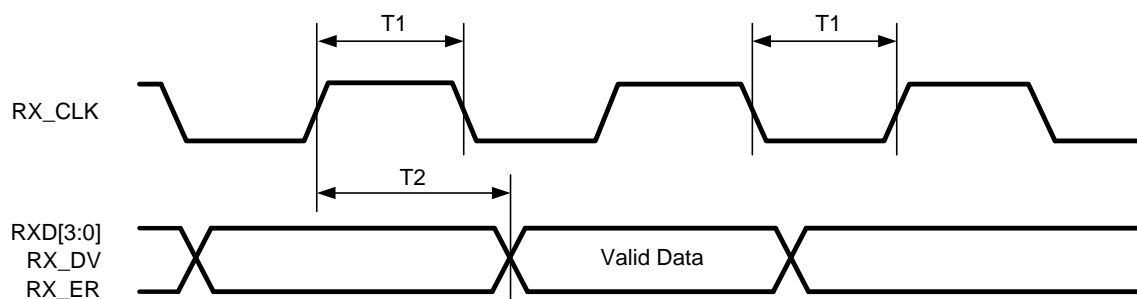 T1
T1
RX_CLK
T2
RXD[3:0]
RX_DV
Valid Data
RX_ER